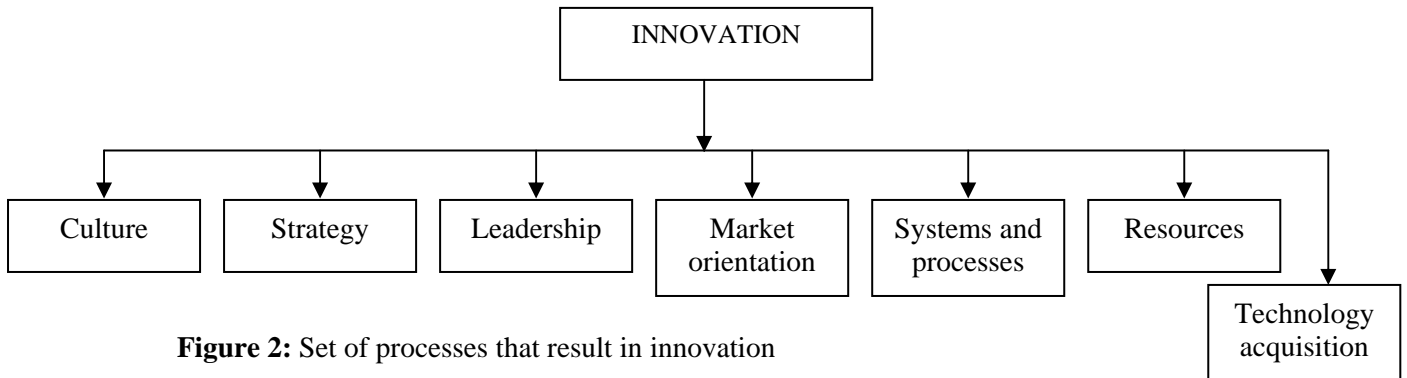 INNOVATION
Culture
Strategy
Leadership
Market
orientation
Systems and
processes
Resources
Technology
acquisition
Figure 2: Set of processes that result in innovation